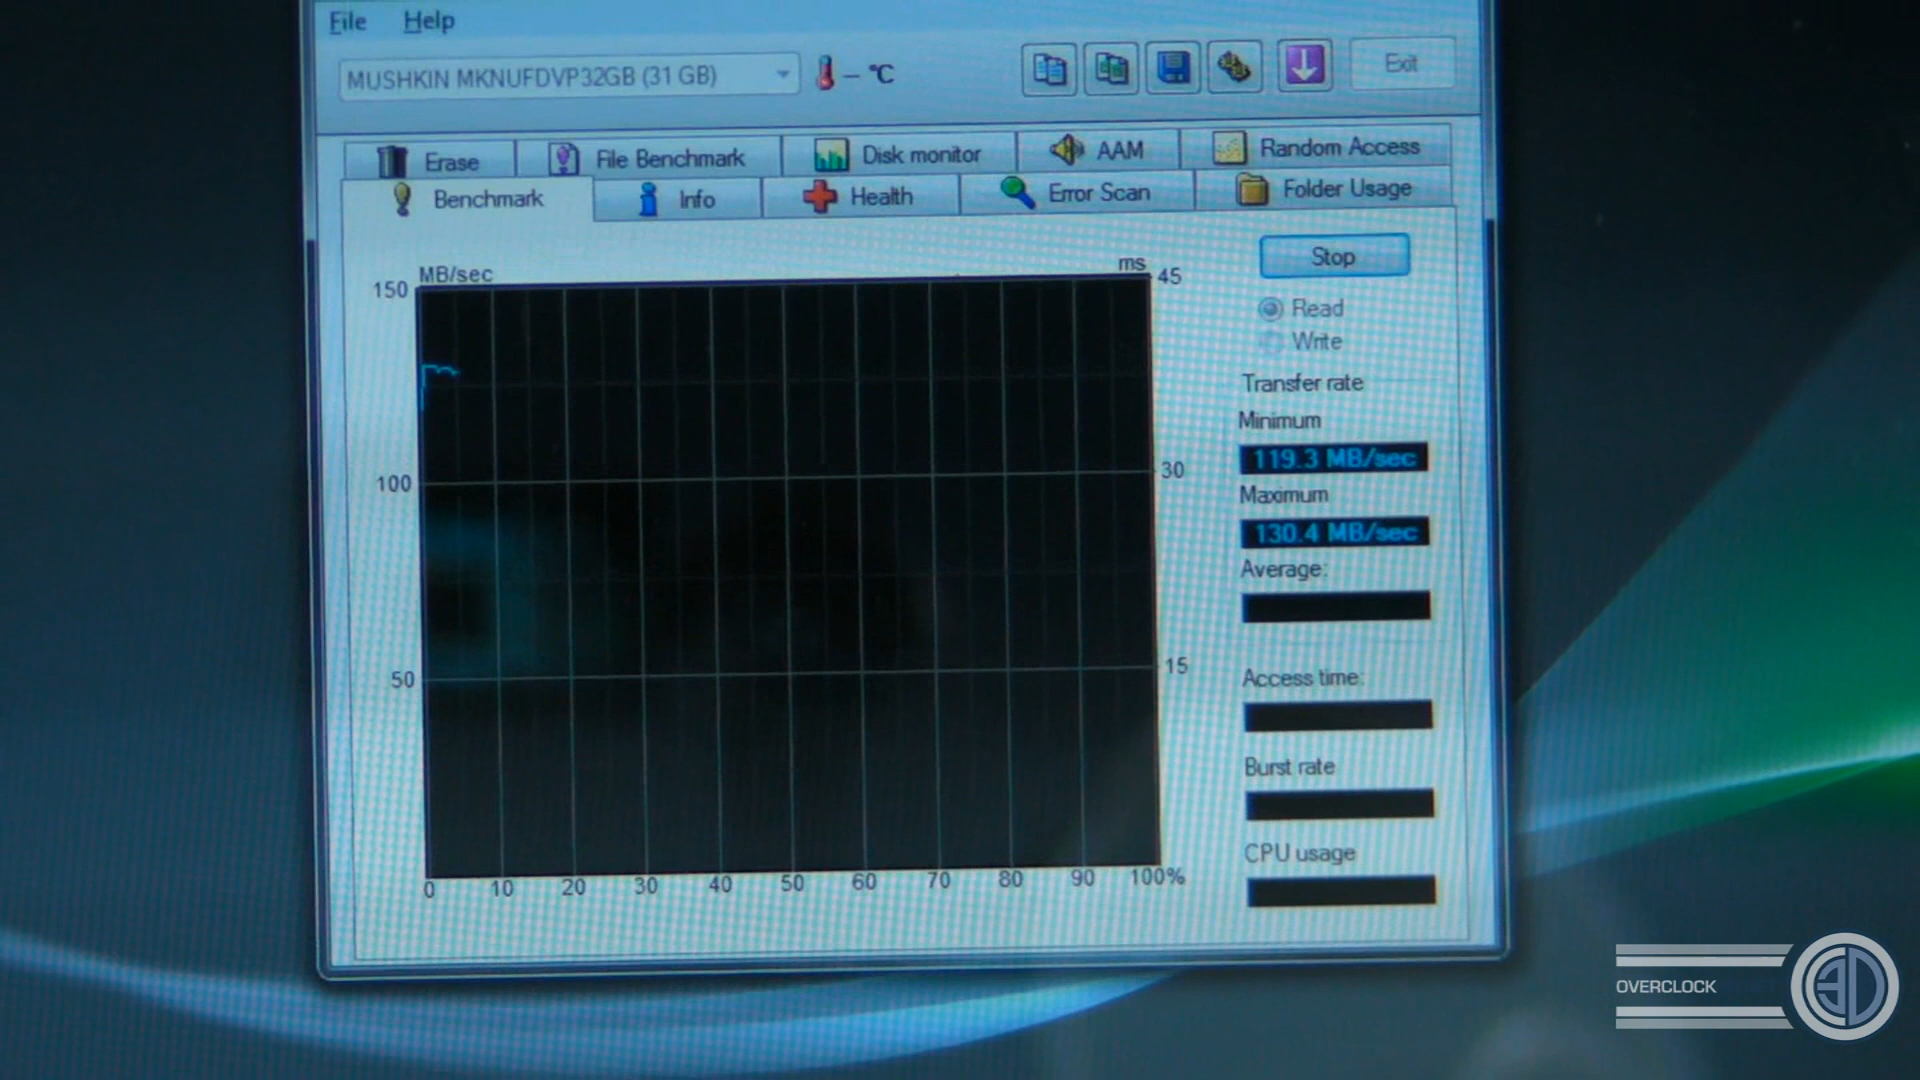 File Help
MUSHKIN MKNUFDVP32GB (31 GB) – °C Exit
Erase File Benchmark Disk monitor AAM Random Access
Benchmark Info Health Error Scan Folder Usage
Stop
MB/sec ms
150 45
Read
Write
Transfer rate
Minimum
119.3 MB/sec
100 30
Maximum
130.4 MB/sec
Average:
50 15
Access time:
Burst rate
CPU usage
0 10 20 30 40 50 60 70 80 90 100%
OVERCLOCK 3D